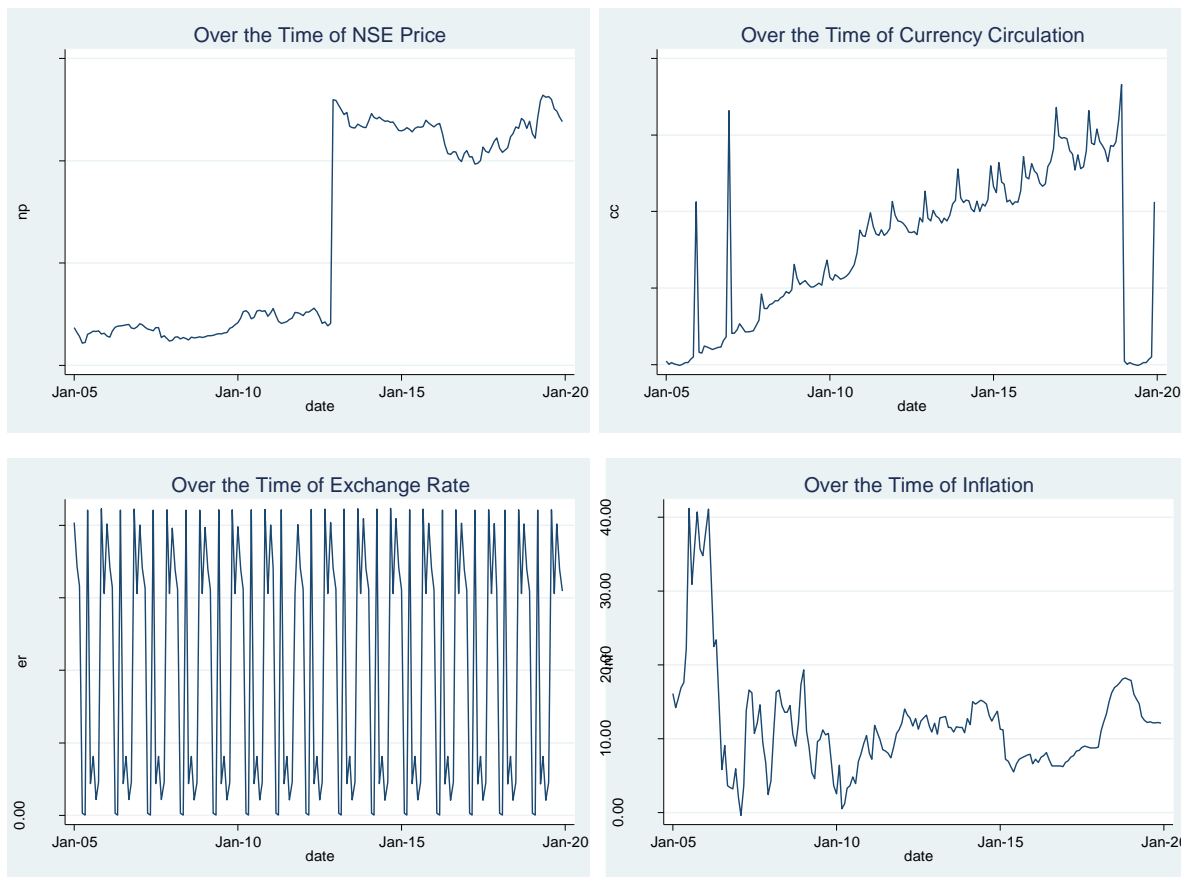 Over the Time of NSE Price
np
Jan-05 Jan-10 Jan-15 Jan-20
date
Over the Time of Currency Circulation
cc
Jan-05 Jan-10 Jan-15 Jan-20
date
Over the Time of Exchange Rate
er
0.00
Jan-05 Jan-10 Jan-15 Jan-20
date
Over the Time of Inflation
40.00
30.00
20.00
10.00
0.00
Jan-05 Jan-10 Jan-15 Jan-20
date